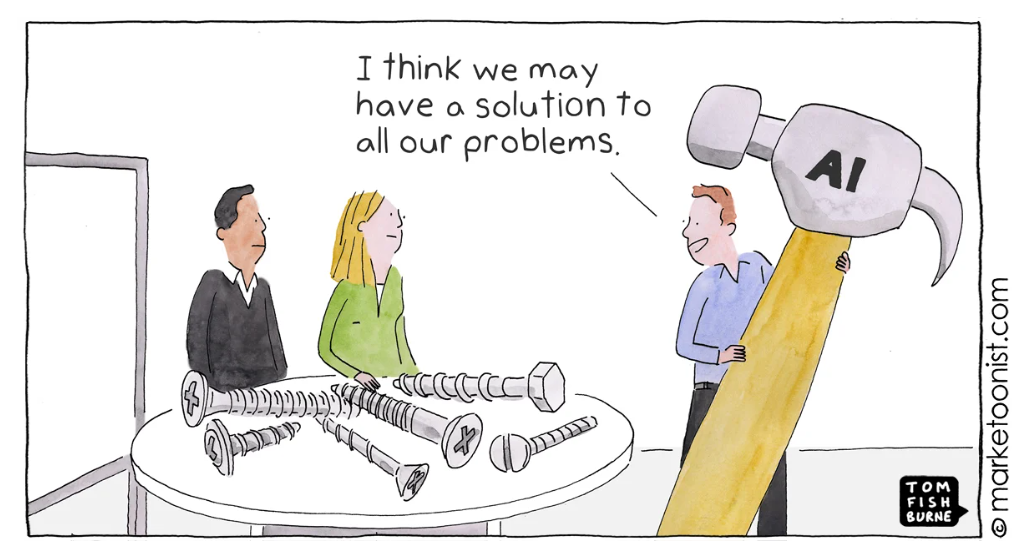 I think we may
have a solution to
all our problems.
AI
TOM
FISH
BURNE
© marketoonist.com